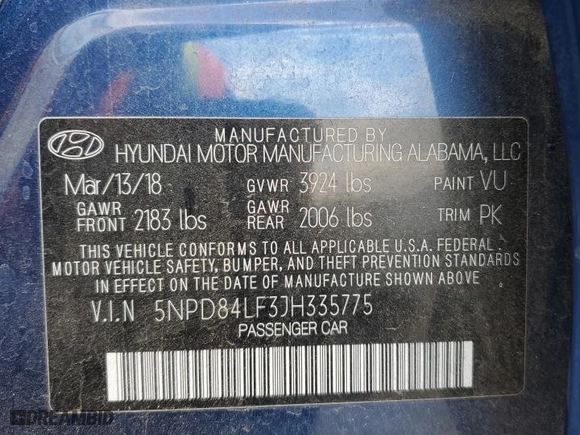 MANUFACTURED BY
HYUNDAI MOTOR MANUFACTURING ALABAMA, LLC
Mar/13/18 GVWR 3924 lbs PAINT VU
GAWR FRONT 2183 lbs GAWR REAR 2006 lbs TRIM PK
THIS VEHICLE CONFORMS TO ALL APPLICABLE U.S.A. FEDERAL
MOTOR VEHICLE SAFETY, BUMPER, AND THEFT PREVENTION STANDARDS
IN EFFECT ON THE DATE OF MANUFACTURE SHOWN ABOVE
V.I.N 5NPD84LF3JH335775
PASSENGER CAR
DREAMBID